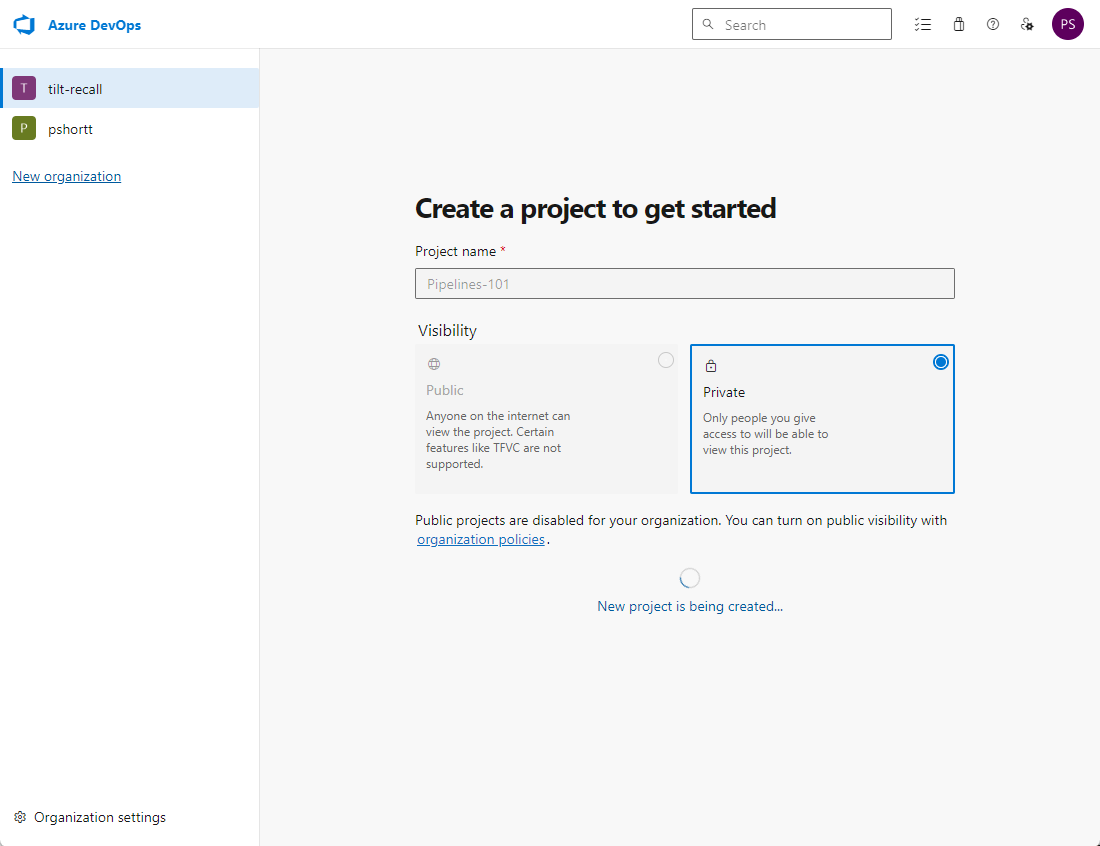 Azure DevOps
Search
PS
T
tilt-recall
P
pshortt
New organization
Create a project to get started
Project name *
Pipelines-101
Visibility
Public
Anyone on the internet can
view the project. Certain
features like TFVC are not
supported.
Private
Only people you give
access to will be able to
view this project.
Public projects are disabled for your organization. You can turn on public visibility with
organization policies.
New project is being created...
Organization settings